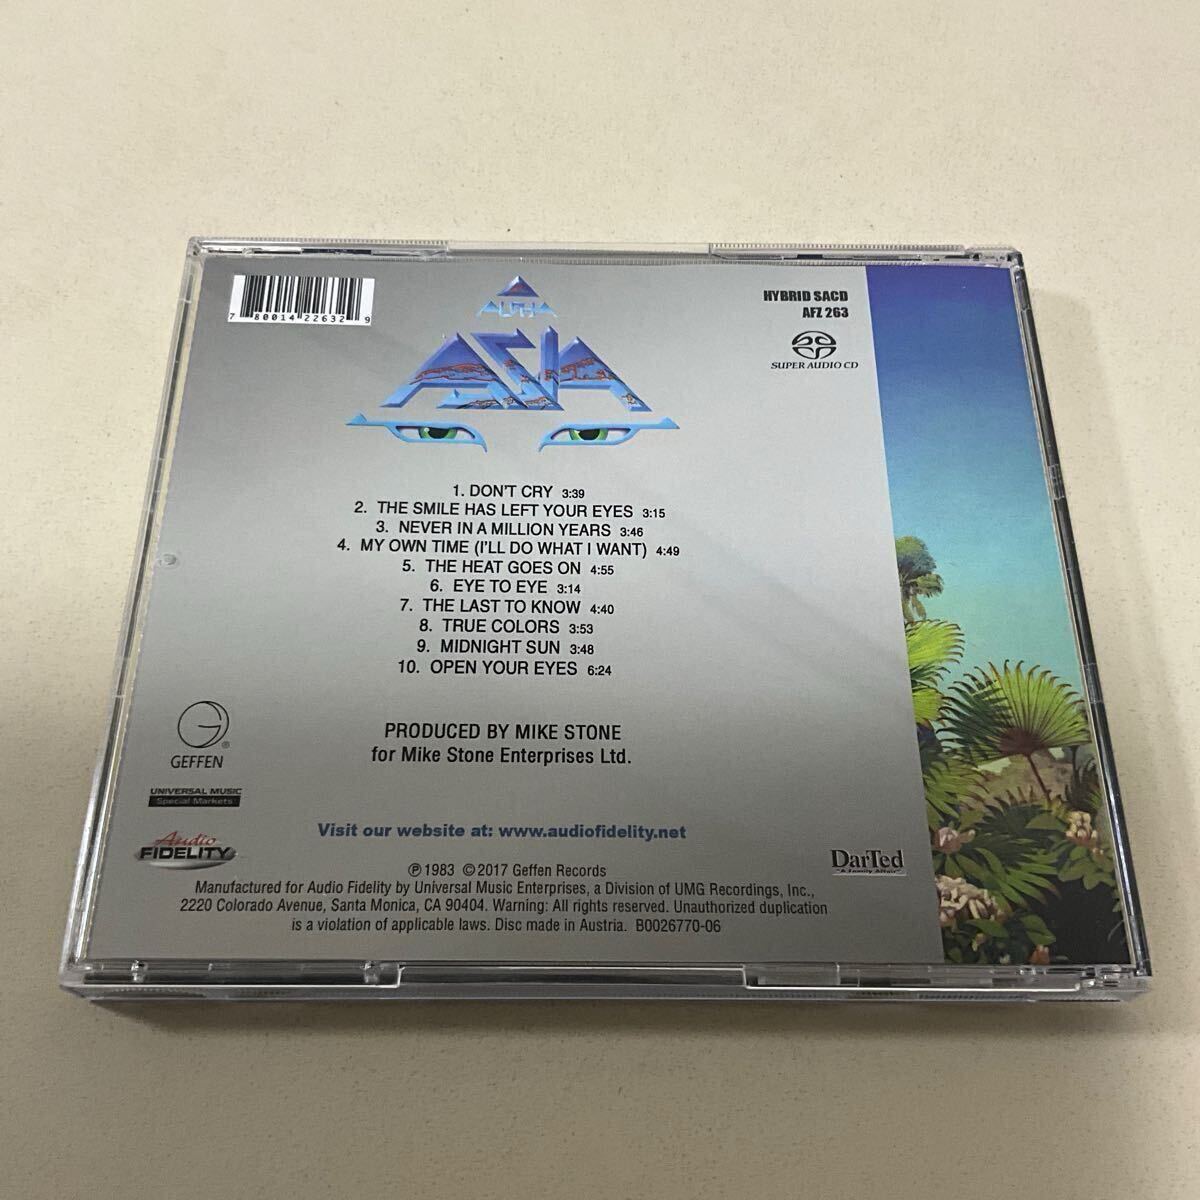 7 80014 22632 9
ALPHA
ASIA
HYBRID SACD
AFZ 263
SUPER AUDIO CD
1. DON'T CRY 3:39
2. THE SMILE HAS LEFT YOUR EYES 3:15
3. NEVER IN A MILLION YEARS 3:46
4. MY OWN TIME (I'LL DO WHAT I WANT) 4:49
5. THE HEAT GOES ON 4:55
6. EYE TO EYE 3:14
7. THE LAST TO KNOW 4:40
8. TRUE COLORS 3:53
9. MIDNIGHT SUN 3:48
10. OPEN YOUR EYES 6:24
PRODUCED BY MIKE STONE
for Mike Stone Enterprises Ltd.
GEFFEN®
UNIVERSAL MUSIC
Special Markets
Audio
FIDELITY
Visit our website at: www.audiofidelity.net
DarTed
"A Family Affair"
℗1983 ©2017 Geffen Records
Manufactured for Audio Fidelity by Universal Music Enterprises, a Division of UMG Recordings, Inc.,
2220 Colorado Avenue, Santa Monica, CA 90404. Warning: All rights reserved. Unauthorized duplication
is a violation of applicable laws. Disc made in Austria. B0026770-06